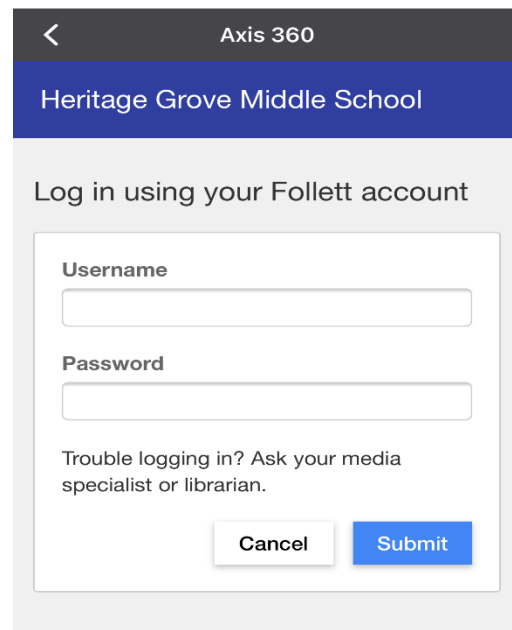 Axis 360
Heritage Grove Middle School
Log in using your Follett account
Username
Password
Trouble logging in? Ask your media
specialist or librarian.
Cancel Submit